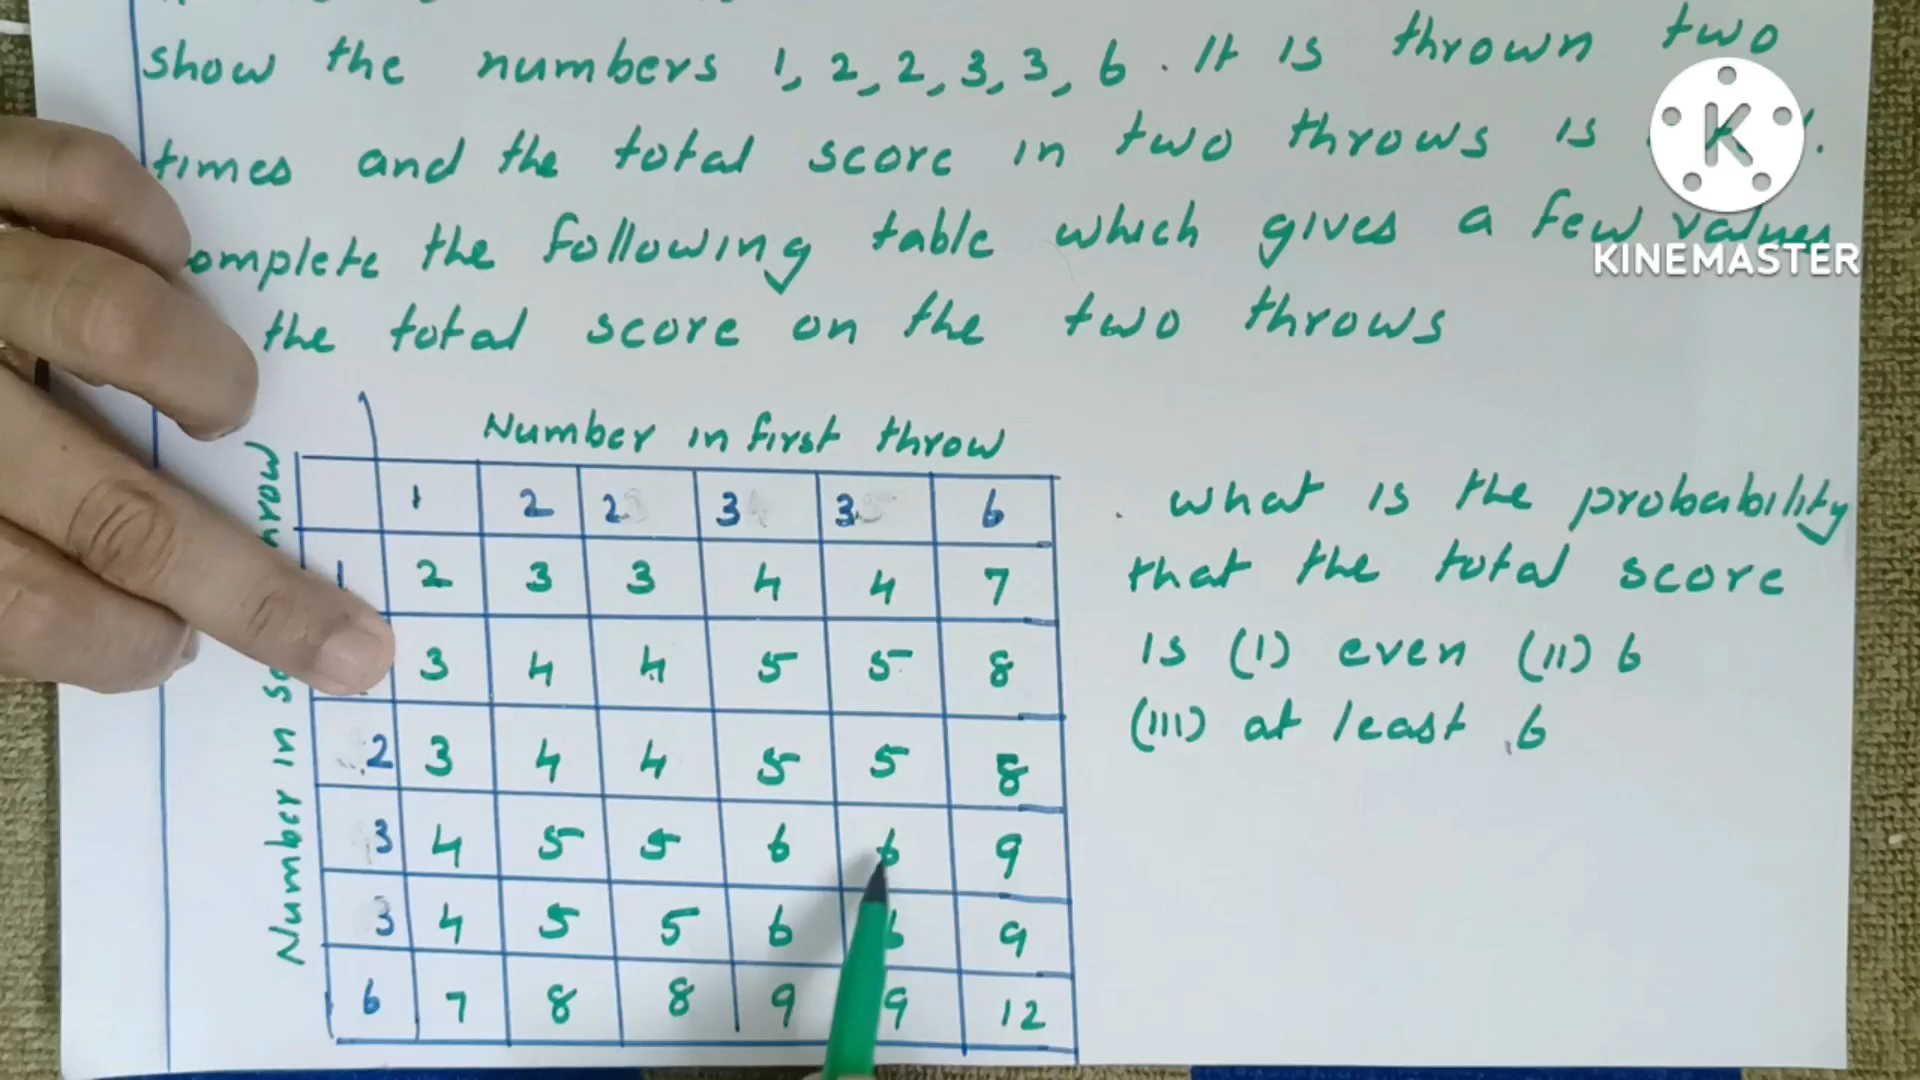 show the numbers 1, 2, 2, 3, 3, 6. It is thrown two
times and the total score in two throws is
omplete the following table which gives a few values
the total score on the two throws
K
KINEMASTER
Number in first throw
Number in
1 2 2 3 3 6
1 2 3 3 4 4 7
3 4 4 5 5 8
2 3 4 4 5 5 8
3 4 5 5 6 6 9
3 4 5 5 6 6 9
6 7 8 8 9 9 12
what is the probability
that the total score
is (i) even (ii) 6
(iii) at least 6